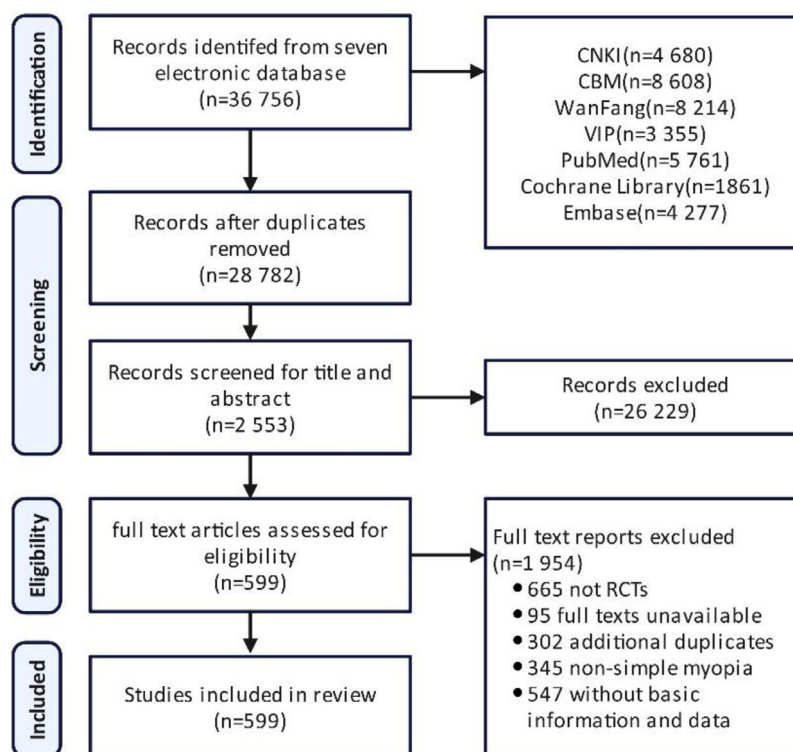 Identification
Records identifed from seven
electronic database
(n=36 756)
CNKI(n=4 680)
CBM(n=8 608)
WanFang(n=8 214)
VIP(n=3 355)
PubMed(n=5 761)
Cochrane Library(n=1861)
Embase(n=4 277)
Screening
Records after duplicates
removed
(n=28 782)
Records screened for title and
abstract
(n=2 553)
Records excluded
(n=26 229)
Eligibility
full text articles assessed for
eligibility
(n=599)
Full text reports excluded
(n=1 954)
• 665 not RCTs
• 95 full texts unavailable
• 302 additional duplicates
• 345 non-simple myopia
• 547 without basic
information and data
Included
Studies included in review
(n=599)